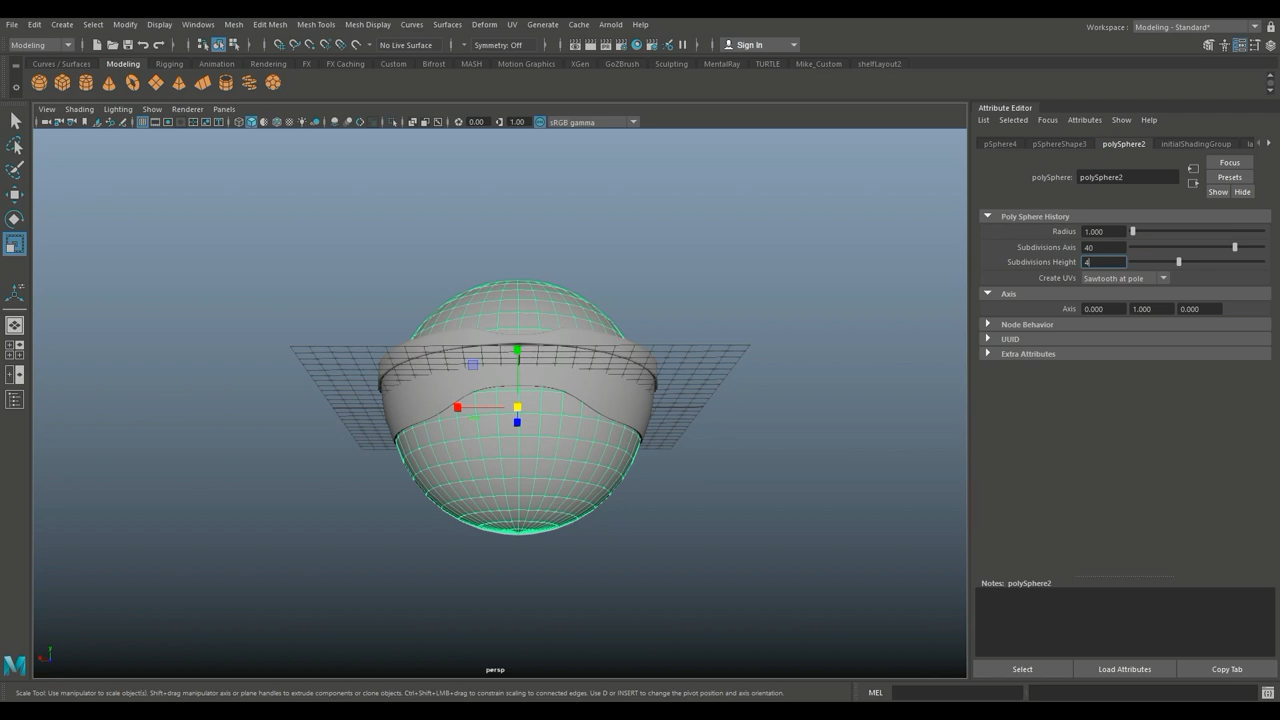 File Edit Create Select Modify Display Windows Mesh Edit Mesh Mesh Tools Mesh Display Curves Surfaces Deform UV Generate Cache Arnold Help
Workspace : Modeling - Standard*
Modeling No Live Surface Symmetry: Off Sign In
Curves / Surfaces Modeling Rigging Animation Rendering FX FX Caching Custom Bifrost MASH Motion Graphics XGen GoZBrush Sculpting MentalRay TURTLE Mike_Custom shelfLayout2
View Shading Lighting Show Renderer Panels
0.00 1.00 sRGB gamma
persp
Attribute Editor
List Selected Focus Attributes Show Help
pSphere4 pSphereShape3 polySphere2 initialShadingGroup la
polySphere: polySphere2
Focus
Presets
Show Hide
Poly Sphere History
Radius 1.000
Subdivisions Axis 40
Subdivisions Height 4
Create UVs Sawtooth at pole
Axis
Axis 0.000 1.000 0.000
Node Behavior
UUID
Extra Attributes
Notes: polySphere2
Select Load Attributes Copy Tab
Scale Tool: Use manipulator to scale object(s). Shift+drag manipulator axis or plane handles to extrude components or clone objects. Ctrl+Shift+LMB+drag to constrain scaling to connected edges. Use D or INSERT to change the pivot position and axis orientation.
MEL